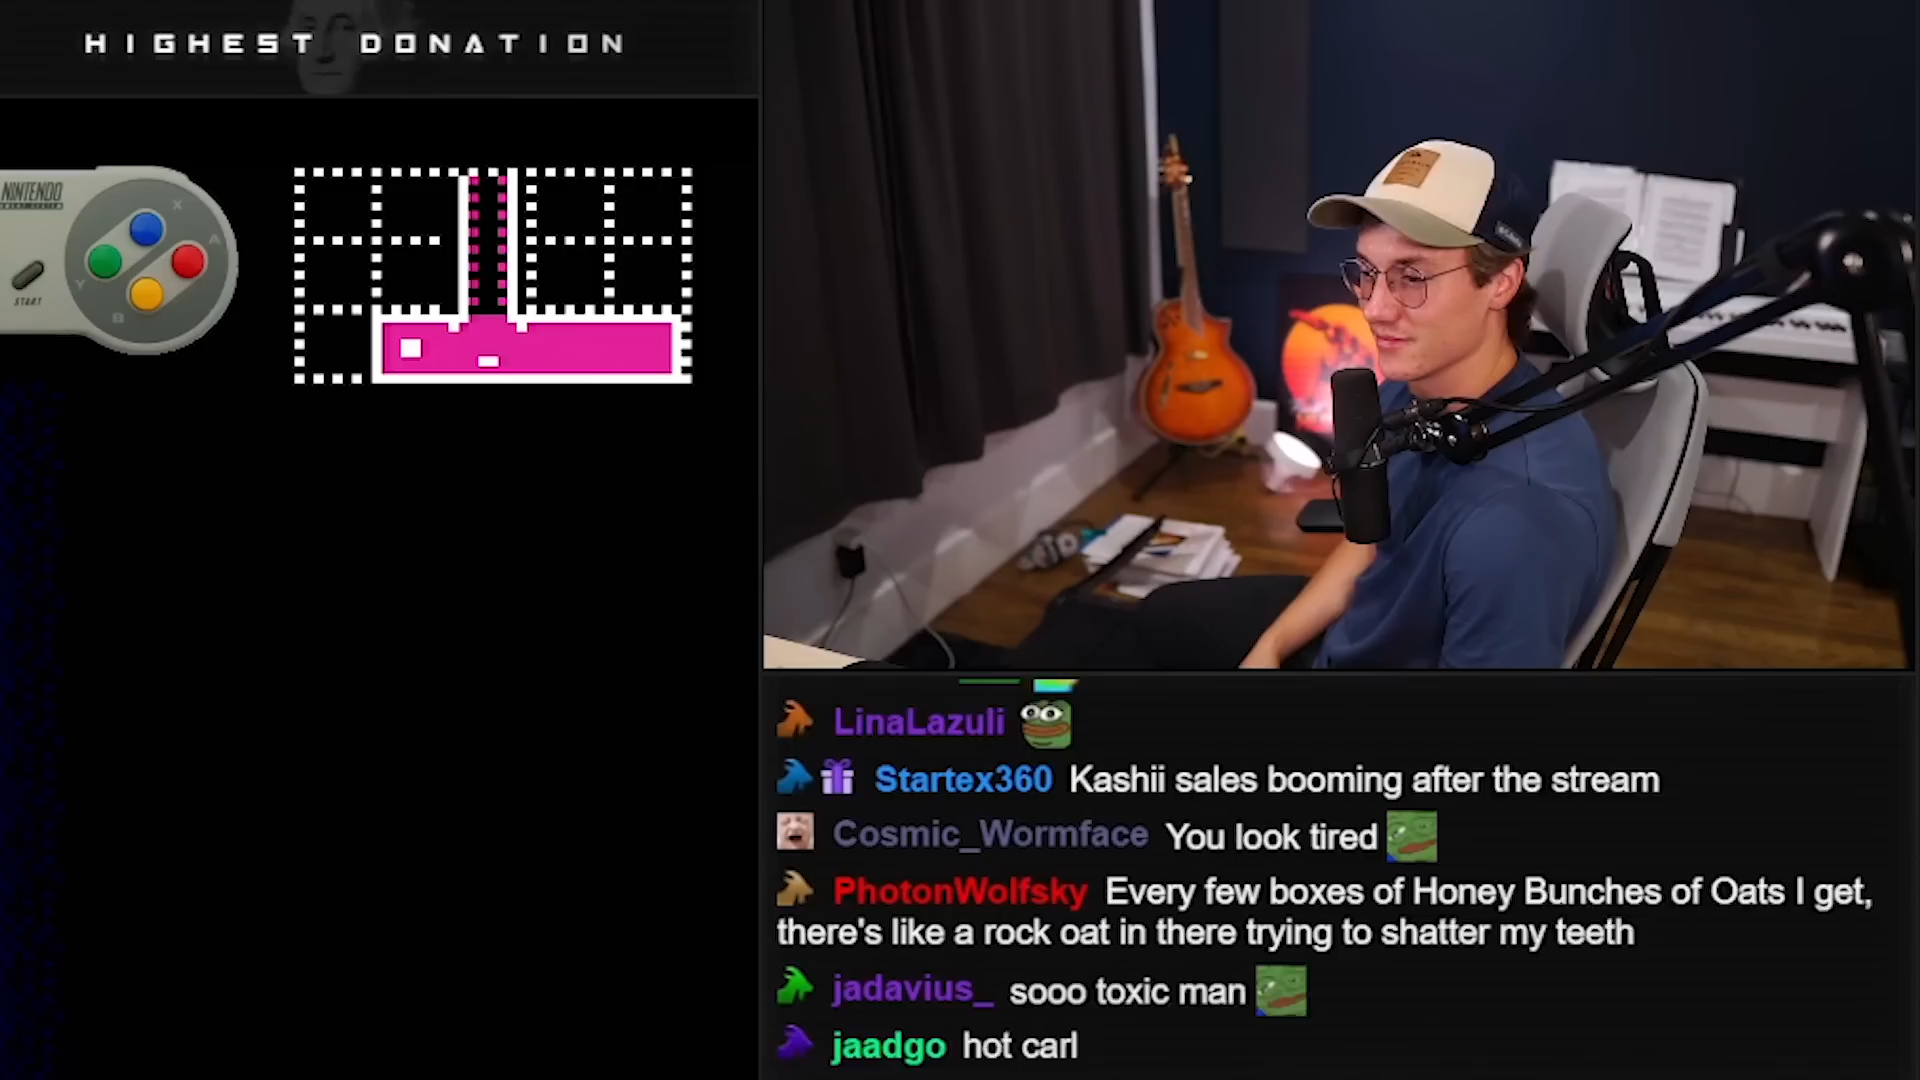 HIGHEST DONATION
NINTENDO
X
A
Y
B
START
LinaLazuli
Startex360 Kashii sales booming after the stream
Cosmic_Wormface You look tired
PhotonWolfsky Every few boxes of Honey Bunches of Oats I get,
there's like a rock oat in there trying to shatter my teeth
jadavius_ sooo toxic man
jaadgo hot carl